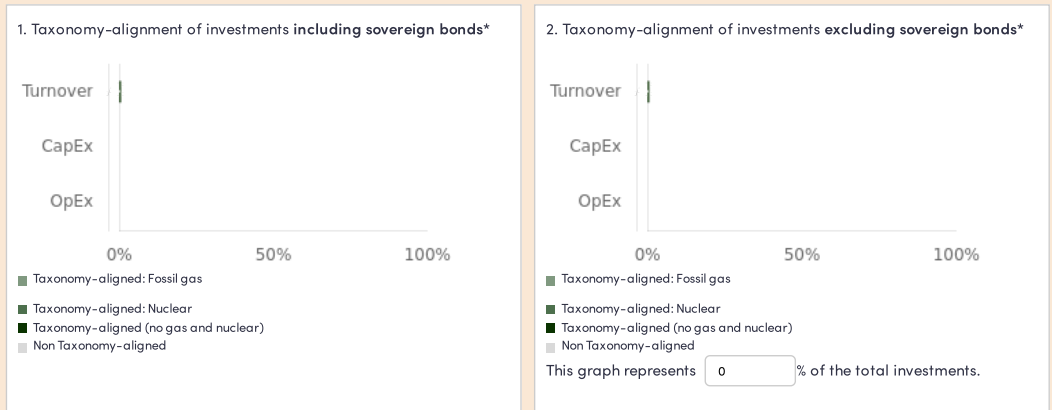 1. Taxonomy-alignment of investments including sovereign bonds*
Turnover
CapEx
OpEx
0% 50% 100%
Taxonomy-aligned: Fossil gas
Taxonomy-aligned: Nuclear
Taxonomy-aligned (no gas and nuclear)
Non Taxonomy-aligned
2. Taxonomy-alignment of investments excluding sovereign bonds*
Turnover
CapEx
OpEx
0% 50% 100%
Taxonomy-aligned: Fossil gas
Taxonomy-aligned: Nuclear
Taxonomy-aligned (no gas and nuclear)
Non Taxonomy-aligned
This graph represents 0 % of the total investments.